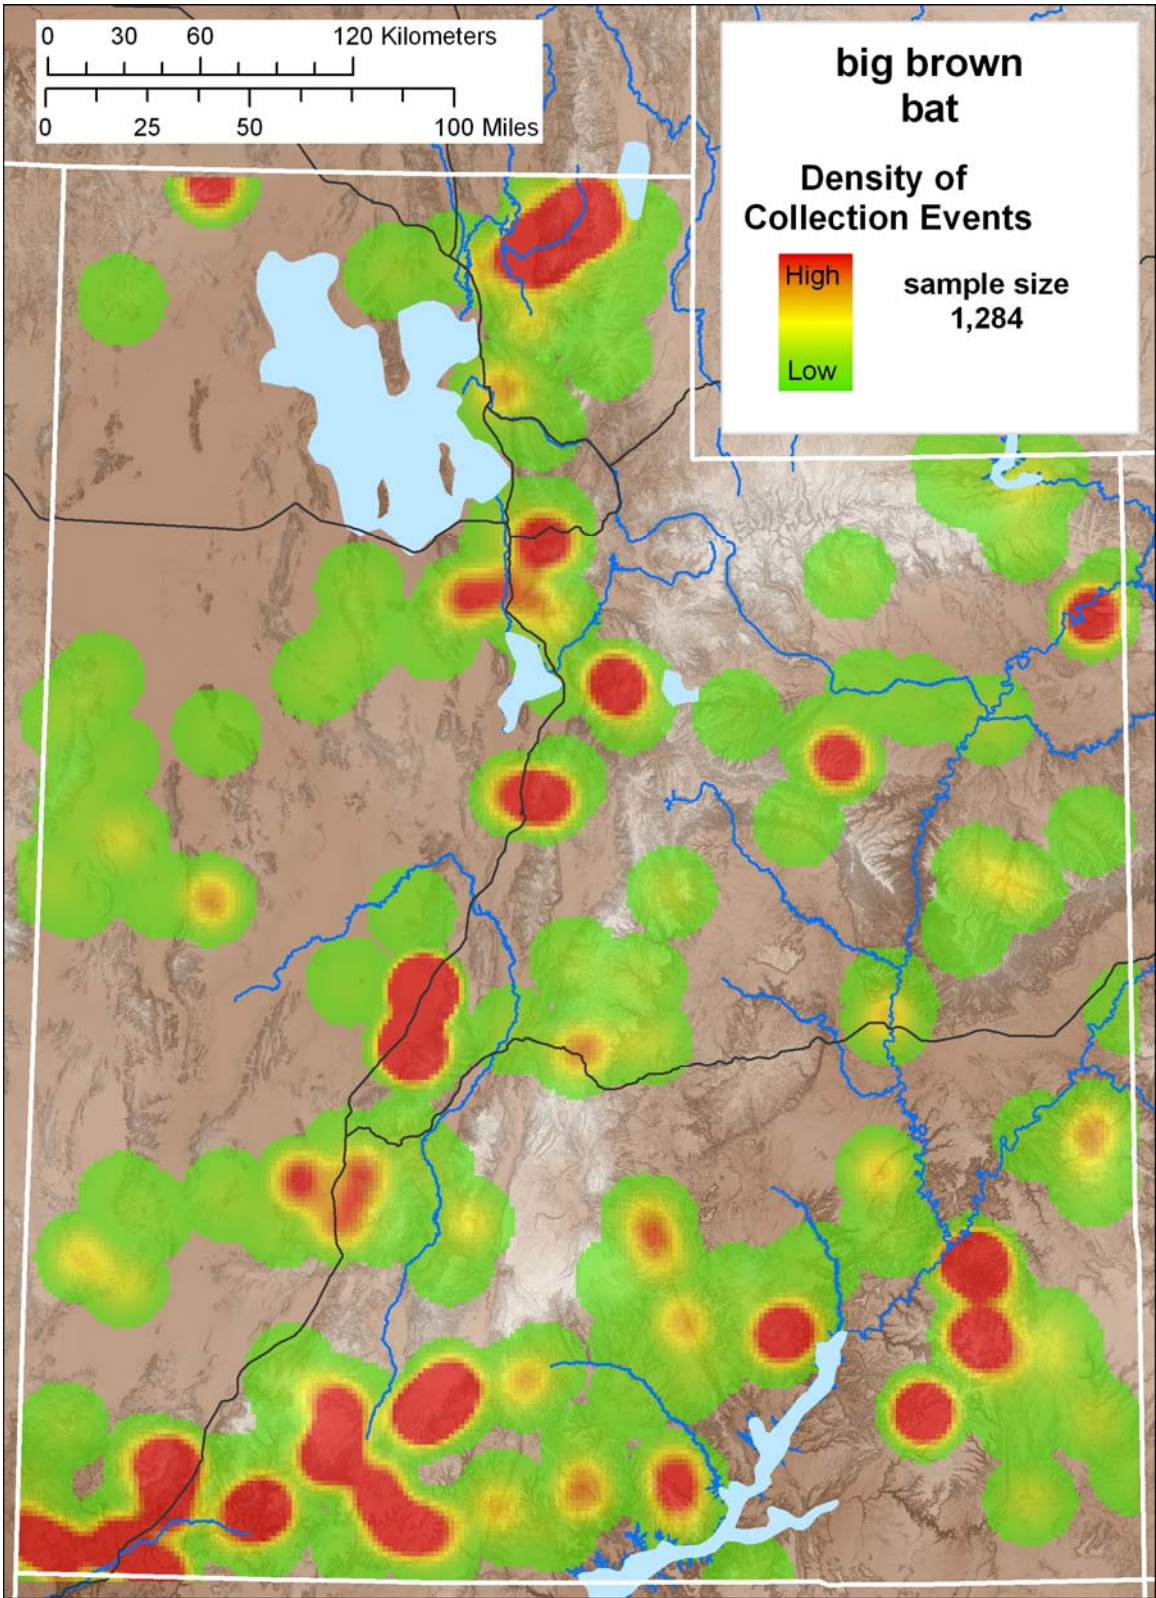 0 30 60 120 Kilometers
0 25 50 100 Miles
big brown
bat
Density of
Collection Events
High
Low
sample size
1,284